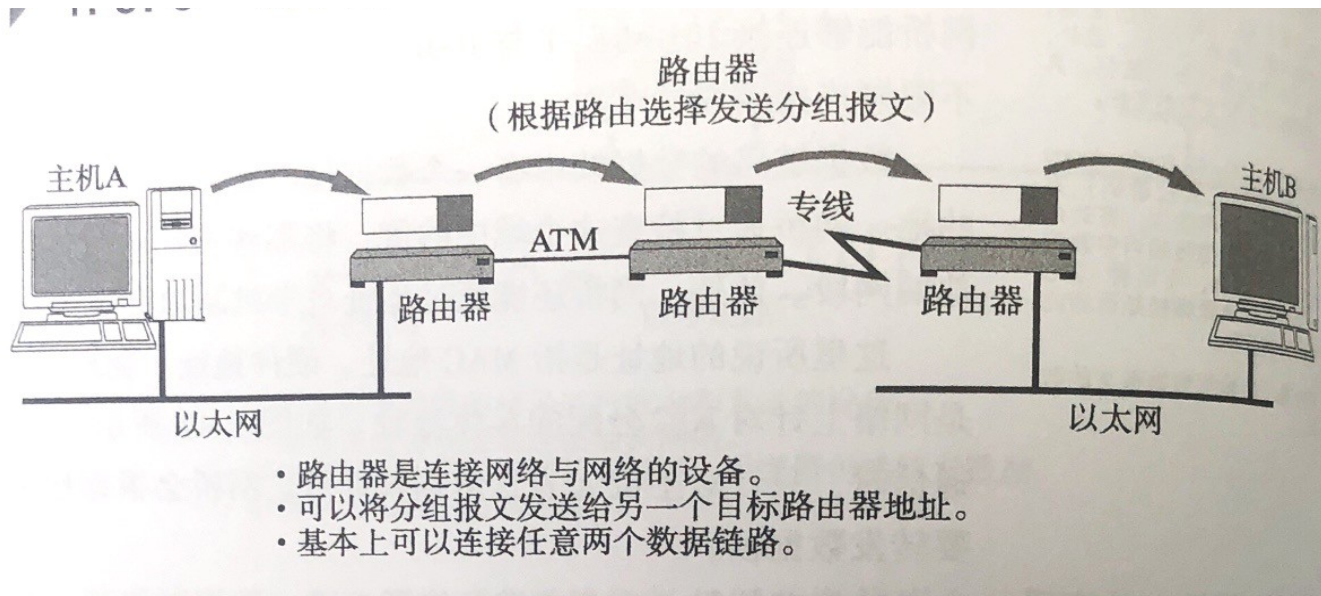 路由器
（根据路由选择发送分组报文）
主机A
主机B
专线
ATM
路由器
路由器
路由器
以太网
以太网
·路由器是连接网络与网络的设备。
·可以将分组报文发送给另一个目标路由器地址。
·基本上可以连接任意两个数据链路。